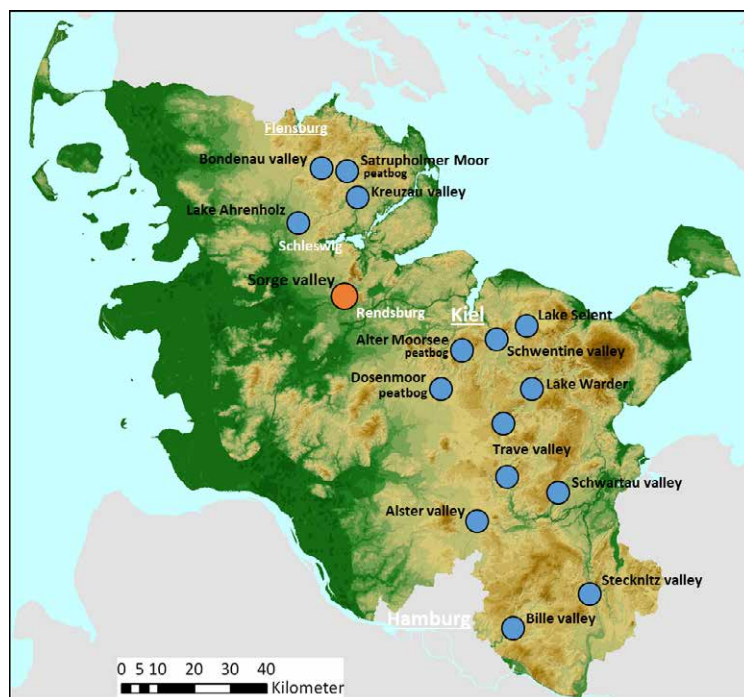 Flensburg
Bondenau valley
Satrupholmer Moor
peatbog
Kreuzau valley
Lake Ahrenholz
Schleswig
Sorge valley
Rendsburg
Kiel
Lake Selent
Alter Moorsee
peatbog
Schwentine valley
Dosenmoor
peatbog
Lake Warder
Trave valley
Schwartau valley
Alster valley
Stecknitz valley
Hamburg
Bille valley
0 5 10 20 30 40
Kilometer